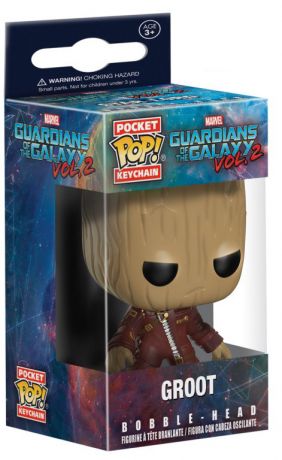 AGE
3+
WARNING! CHOKING HAZARD
Small parts. Not for children under 3 yrs.
MARVEL
GUARDIANS
OF THE
GALAXY
VOL.2
POCKET
POP!
KEYCHAIN
MARVEL
GUARDIANS
OF THE
GALAXY
VOL.2
POCKET
POP!
KEYCHAIN
GROOT
BOBBLE-HEAD
FIGURINE À TÊTE BRANLANTE / FIGURA CON CABEZA OSCILANTE